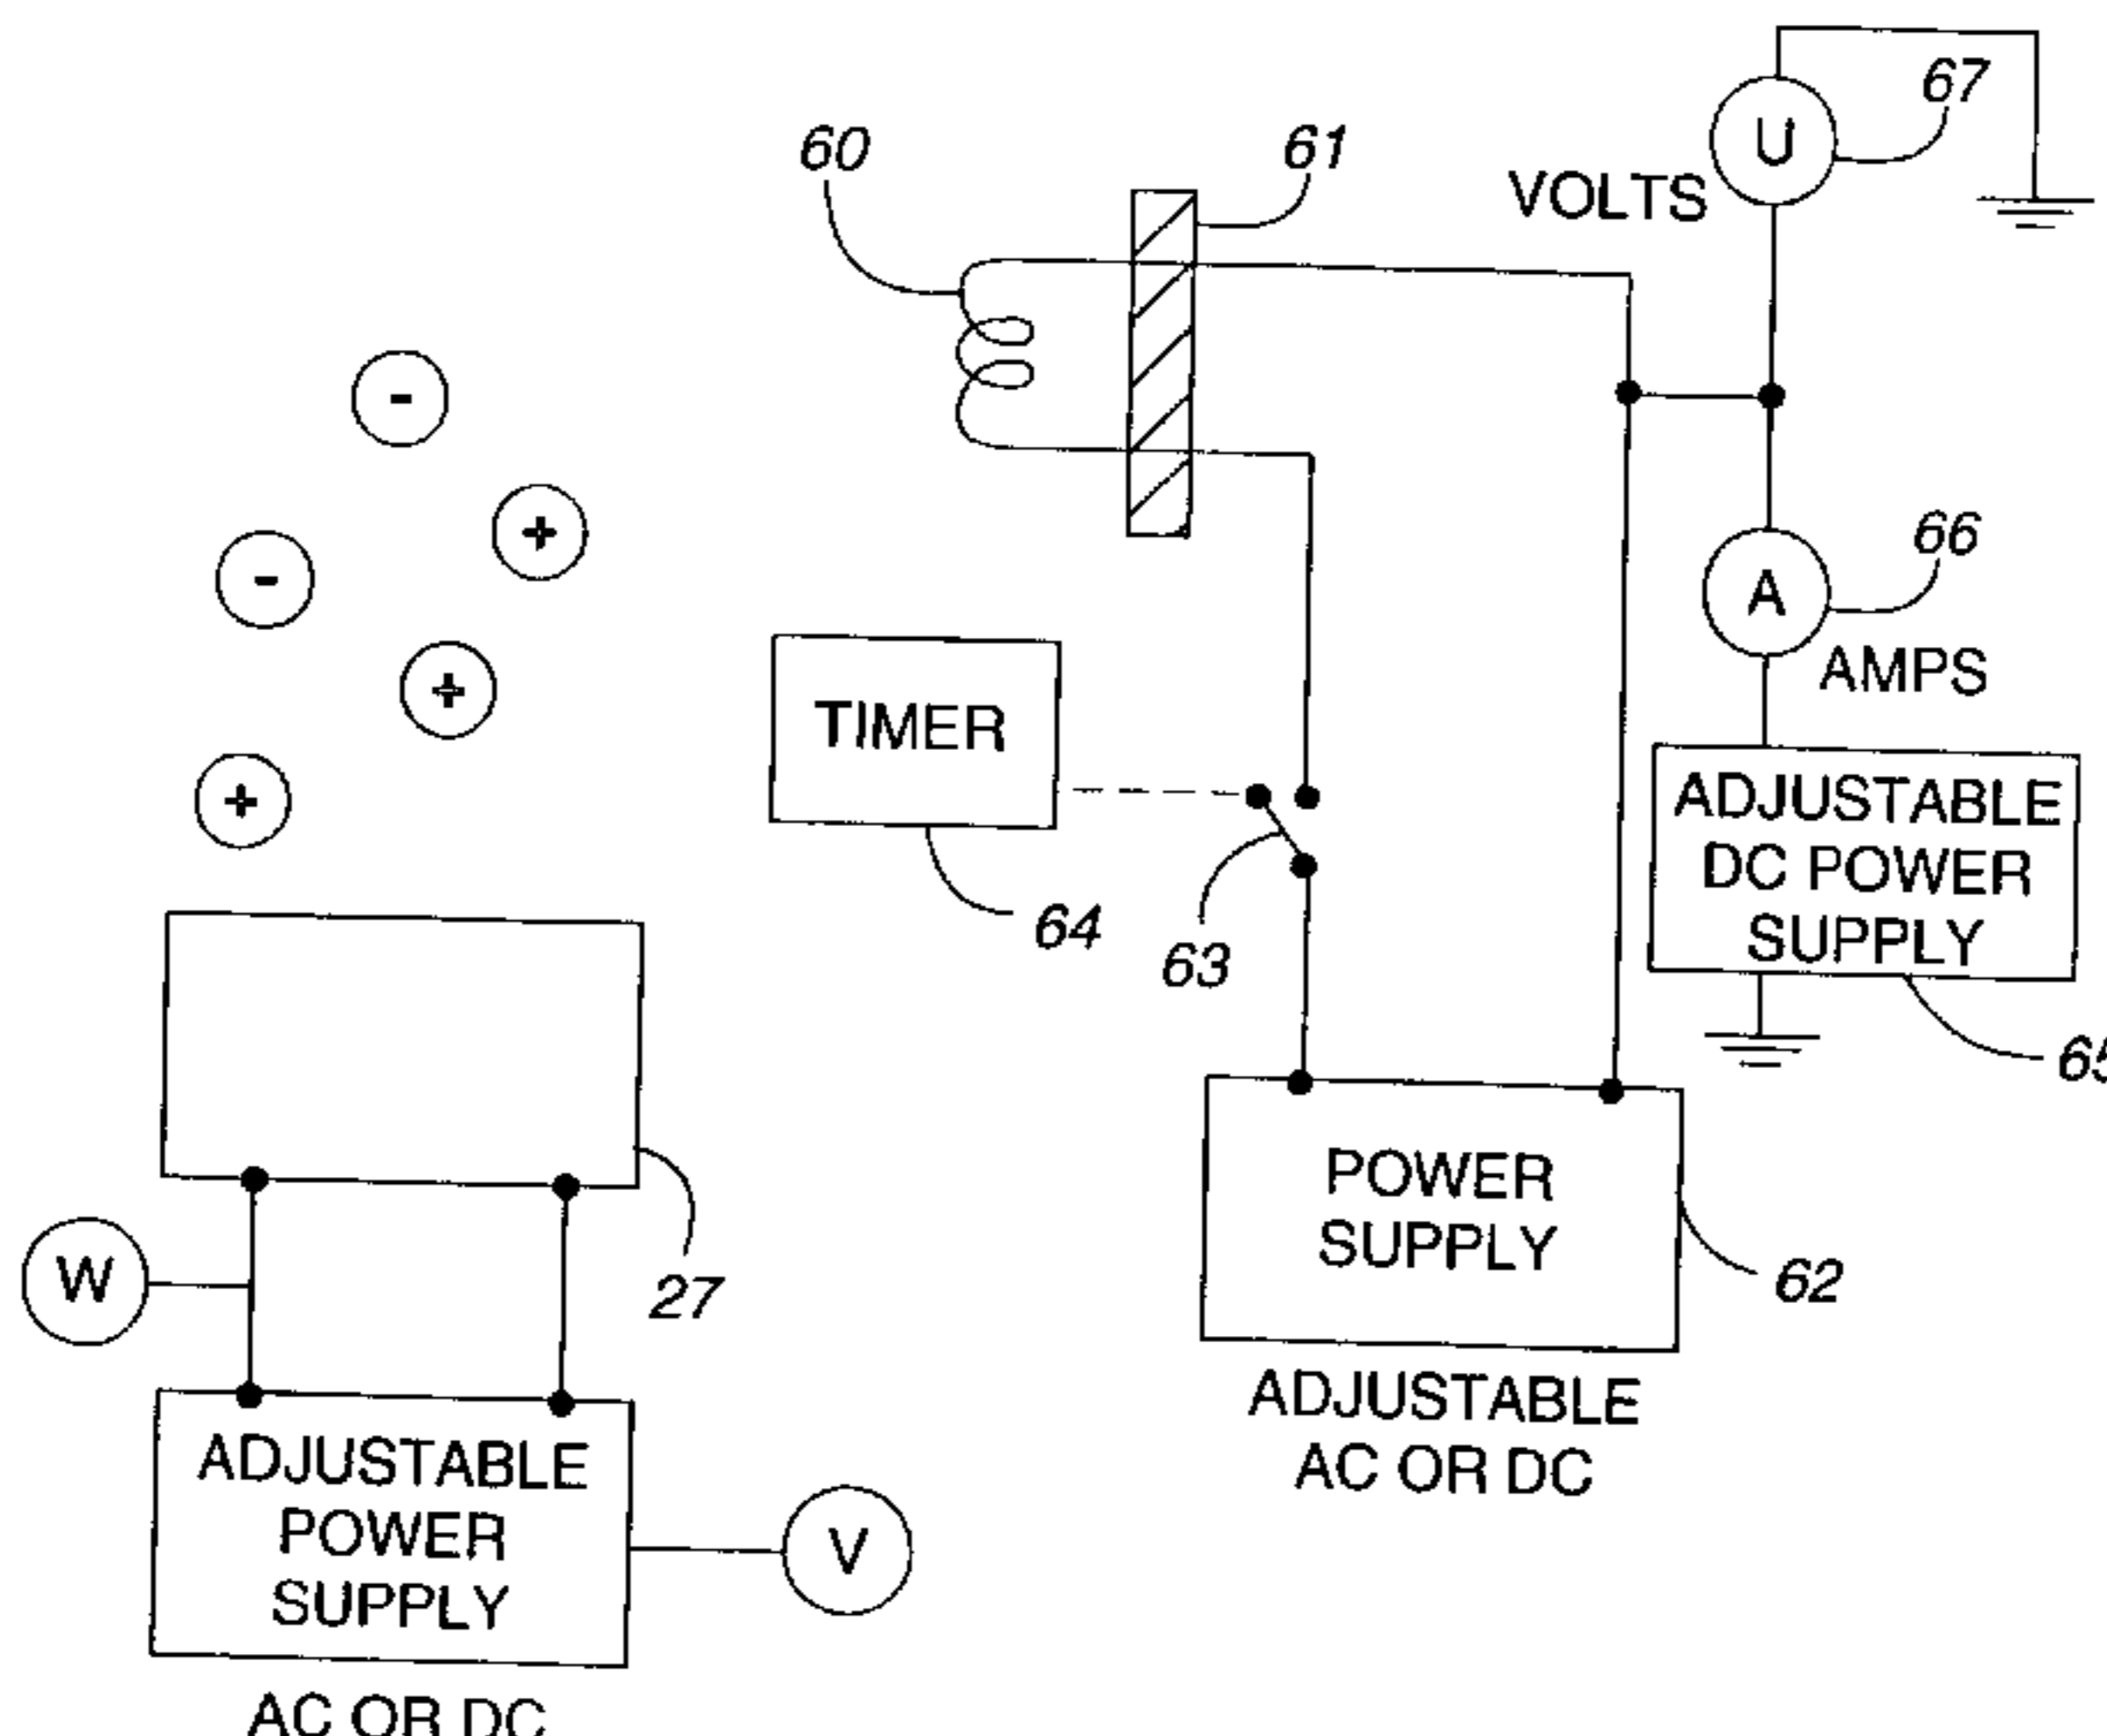 67
U
VOLTS
60
61
-
+
-
+
+
66
A
AMPS
TIMER
64
63
ADJUSTABLE
DC POWER
SUPPLY
65
27
W
POWER
SUPPLY
62
ADJUSTABLE
AC OR DC
ADJUSTABLE
POWER
SUPPLY
V
AC OR DC